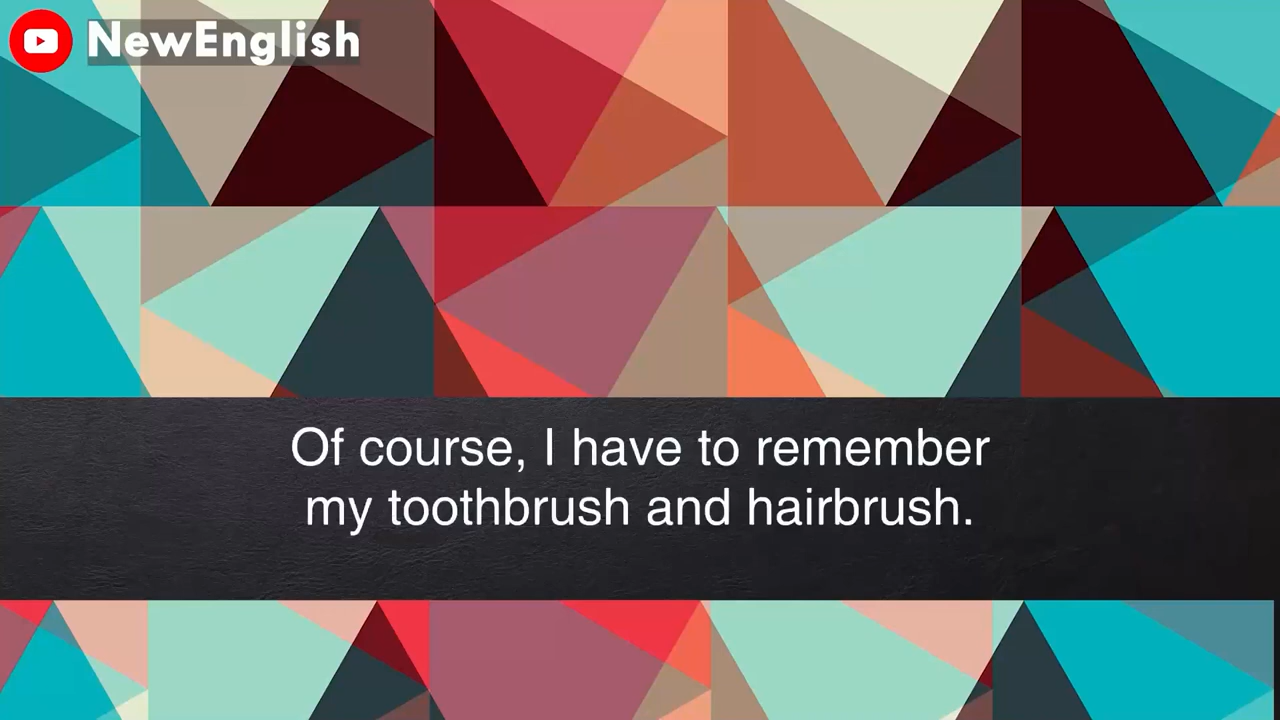 NewEnglish
Of course, I have to remember
my toothbrush and hairbrush.